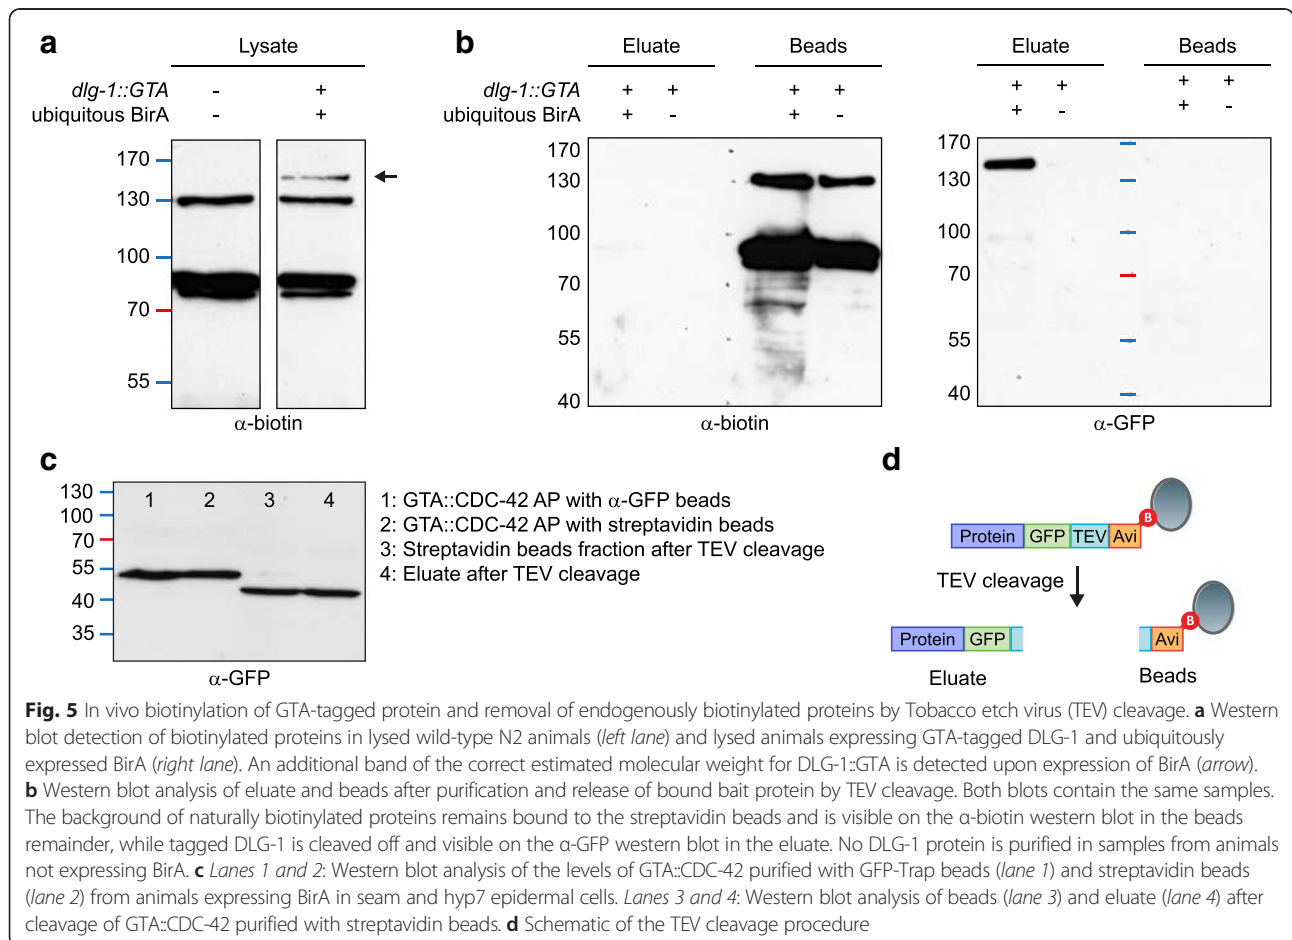 a
Lysate
dlg-1::GTA - +
ubiquitous BirA - +
170
130
100
70
55
α-biotin
b
Eluate Beads
dlg-1::GTA + + + +
ubiquitous BirA + - + -
170
130
100
70
55
40
α-biotin
Eluate Beads
+ + + +
+ - + -
170
130
100
70
55
40
α-GFP
c
130
100
70
55
40
35
1 2 3 4
α-GFP
1: GTA::CDC-42 AP with α-GFP beads
2: GTA::CDC-42 AP with streptavidin beads
3: Streptavidin beads fraction after TEV cleavage
4: Eluate after TEV cleavage
d
B
Protein GFP TEV Avi
TEV cleavage
B
Protein GFP Avi
Eluate Beads
Fig. 5 In vivo biotinylation of GTA-tagged protein and removal of endogenously biotinylated proteins by Tobacco etch virus (TEV) cleavage. a Western
blot detection of biotinylated proteins in lysed wild-type N2 animals (left lane) and lysed animals expressing GTA-tagged DLG-1 and ubiquitously
expressed BirA (right lane). An additional band of the correct estimated molecular weight for DLG-1::GTA is detected upon expression of BirA (arrow).
b Western blot analysis of eluate and beads after purification and release of bound bait protein by TEV cleavage. Both blots contain the same samples.
The background of naturally biotinylated proteins remains bound to the streptavidin beads and is visible on the α-biotin western blot in the beads
remainder, while tagged DLG-1 is cleaved off and visible on the α-GFP western blot in the eluate. No DLG-1 protein is purified in samples from animals
not expressing BirA. c Lanes 1 and 2: Western blot analysis of the levels of GTA::CDC-42 purified with GFP-Trap beads (lane 1) and streptavidin beads
(lane 2) from animals expressing BirA in seam and hyp7 epidermal cells. Lanes 3 and 4: Western blot analysis of beads (lane 3) and eluate (lane 4) after
cleavage of GTA::CDC-42 purified with streptavidin beads. d Schematic of the TEV cleavage procedure